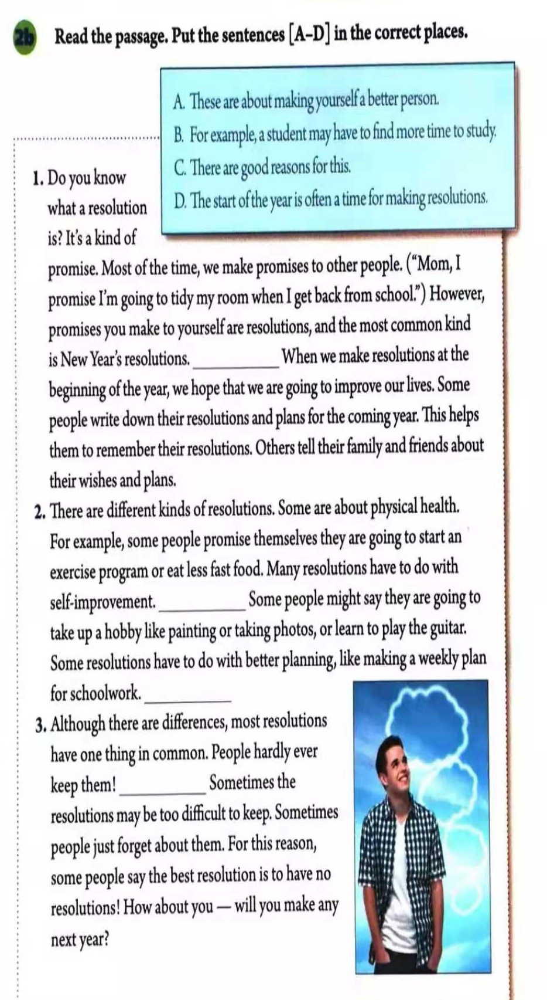 2b Read the passage. Put the sentences [A–D] in the correct places.
A. These are about making yourself a better person.
B. For example, a student may have to find more time to study.
C. There are good reasons for this.
D. The start of the year is often a time for making resolutions.
1. Do you know
what a resolution
is? It's a kind of
promise. Most of the time, we make promises to other people. (“Mom, I
promise I'm going to tidy my room when I get back from school.”) However,
promises you make to yourself are resolutions, and the most common kind
is New Year's resolutions. __________ When we make resolutions at the
beginning of the year, we hope that we are going to improve our lives. Some
people write down their resolutions and plans for the coming year. This helps
them to remember their resolutions. Others tell their family and friends about
their wishes and plans.
2. There are different kinds of resolutions. Some are about physical health.
For example, some people promise themselves they are going to start an
exercise program or eat less fast food. Many resolutions have to do with
self-improvement. __________ Some people might say they are going to
take up a hobby like painting or taking photos, or learn to play the guitar.
Some resolutions have to do with better planning, like making a weekly plan
for schoolwork. __________
3. Although there are differences, most resolutions
have one thing in common. People hardly ever
keep them! __________ Sometimes the
resolutions may be too difficult to keep. Sometimes
people just forget about them. For this reason,
some people say the best resolution is to have no
resolutions! How about you — will you make any
next year?